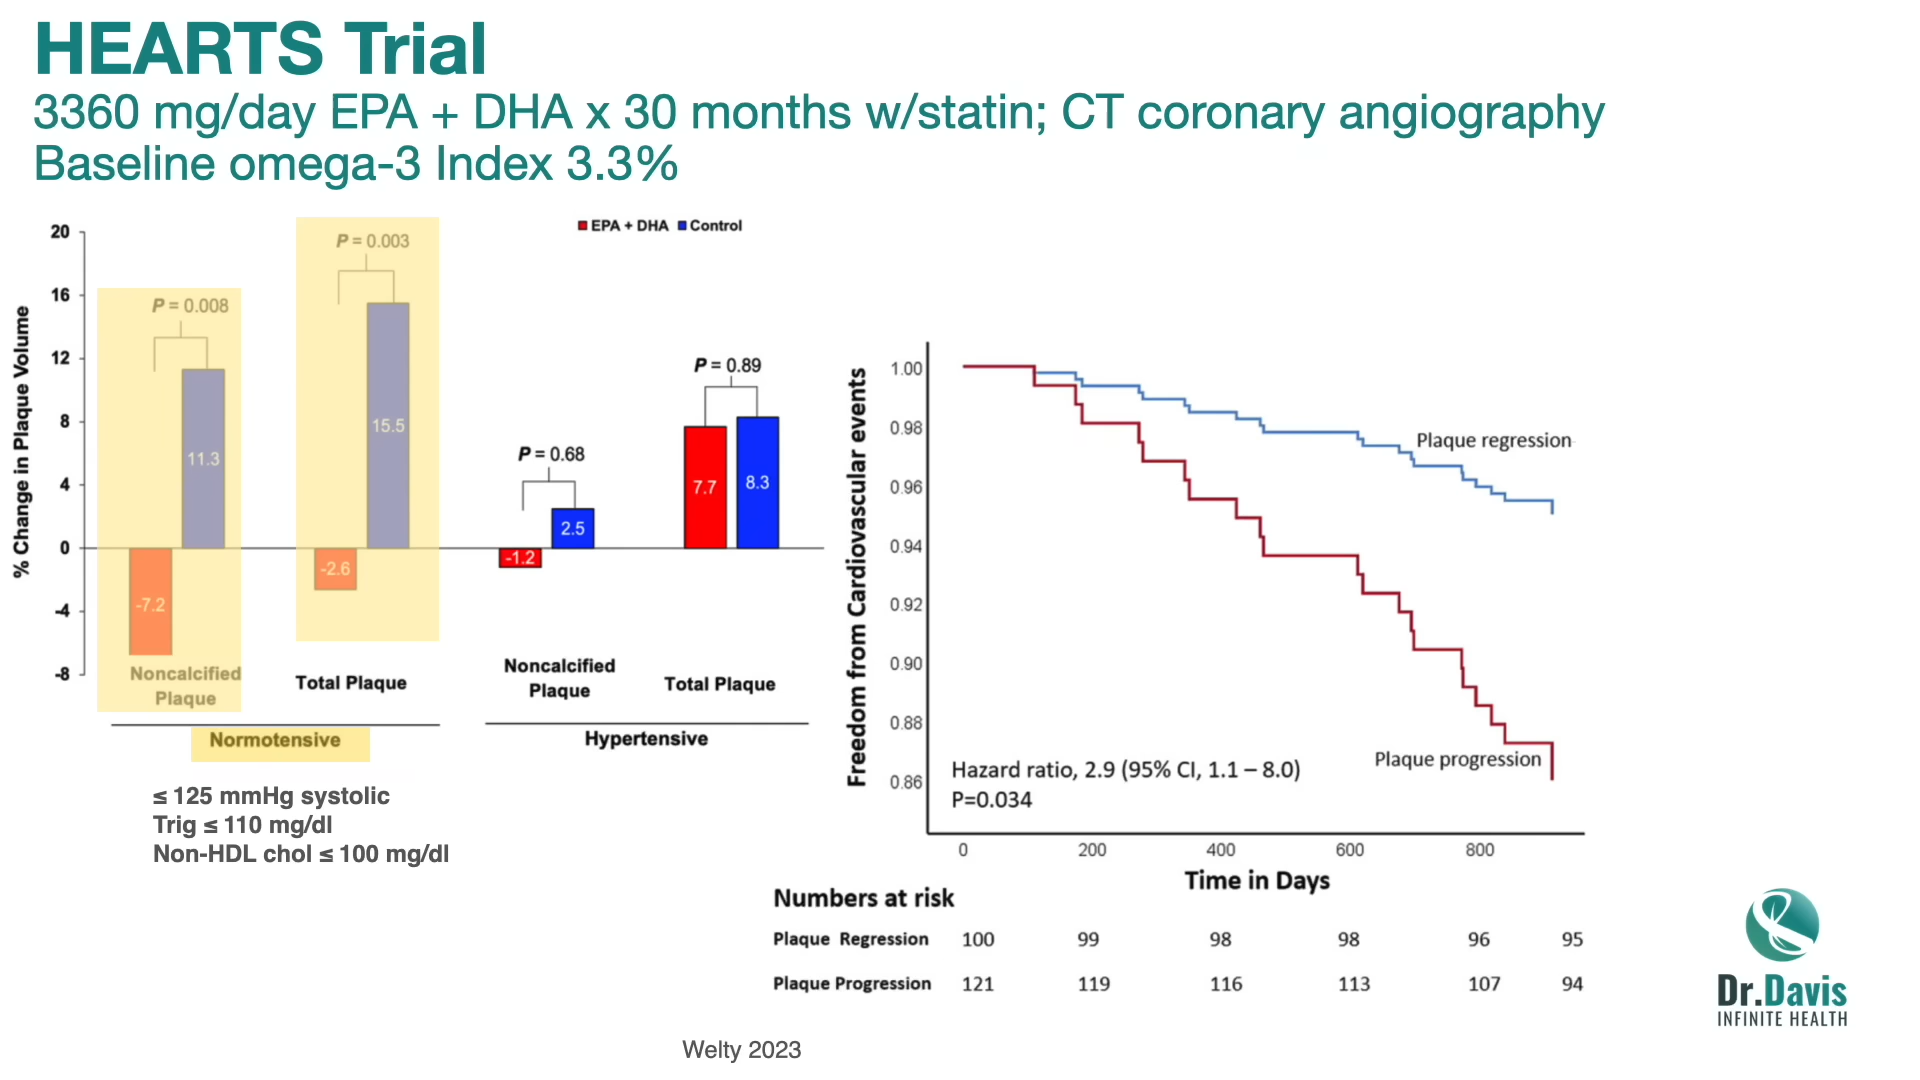 HEARTS Trial
3360 mg/day EPA + DHA x 30 months w/statin; CT coronary angiography
Baseline omega-3 Index 3.3%
EPA + DHA Control
% Change in Plaque Volume
20
16
12
8
4
0
-4
-8
P = 0.008
11.3
-7.2
Noncalcified
Plaque
P = 0.003
15.5
-2.6
Total Plaque
Normotensive
P = 0.68
2.5
-1.2
Noncalcified
Plaque
P = 0.89
7.7
8.3
Total Plaque
Hypertensive
≤ 125 mmHg systolic
Trig ≤ 110 mg/dl
Non-HDL chol ≤ 100 mg/dl
Freedom from Cardiovascular events
1.00
0.98
0.96
0.94
0.92
0.90
0.88
0.86
Plaque regression
Plaque progression
Hazard ratio, 2.9 (95% CI, 1.1 – 8.0)
P=0.034
0 200 400 600 800
Time in Days
Numbers at risk
Plaque Regression 100 99 98 98 96 95
Plaque Progression 121 119 116 113 107 94
Dr.Davis
INFINITE HEALTH
Welty 2023